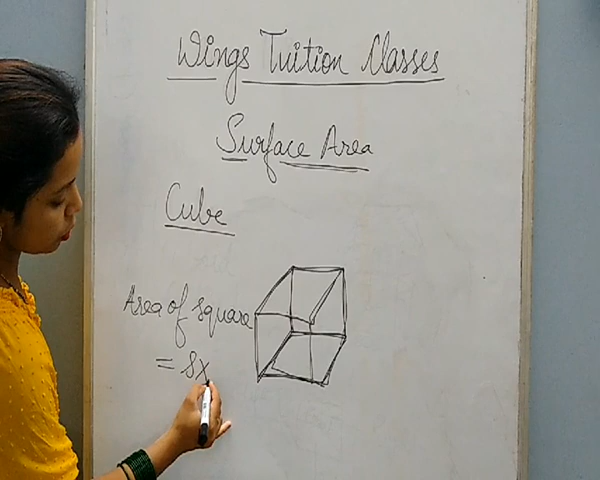 Wings Tuition Classes
Surface Area
Cube
Area of square
= s x